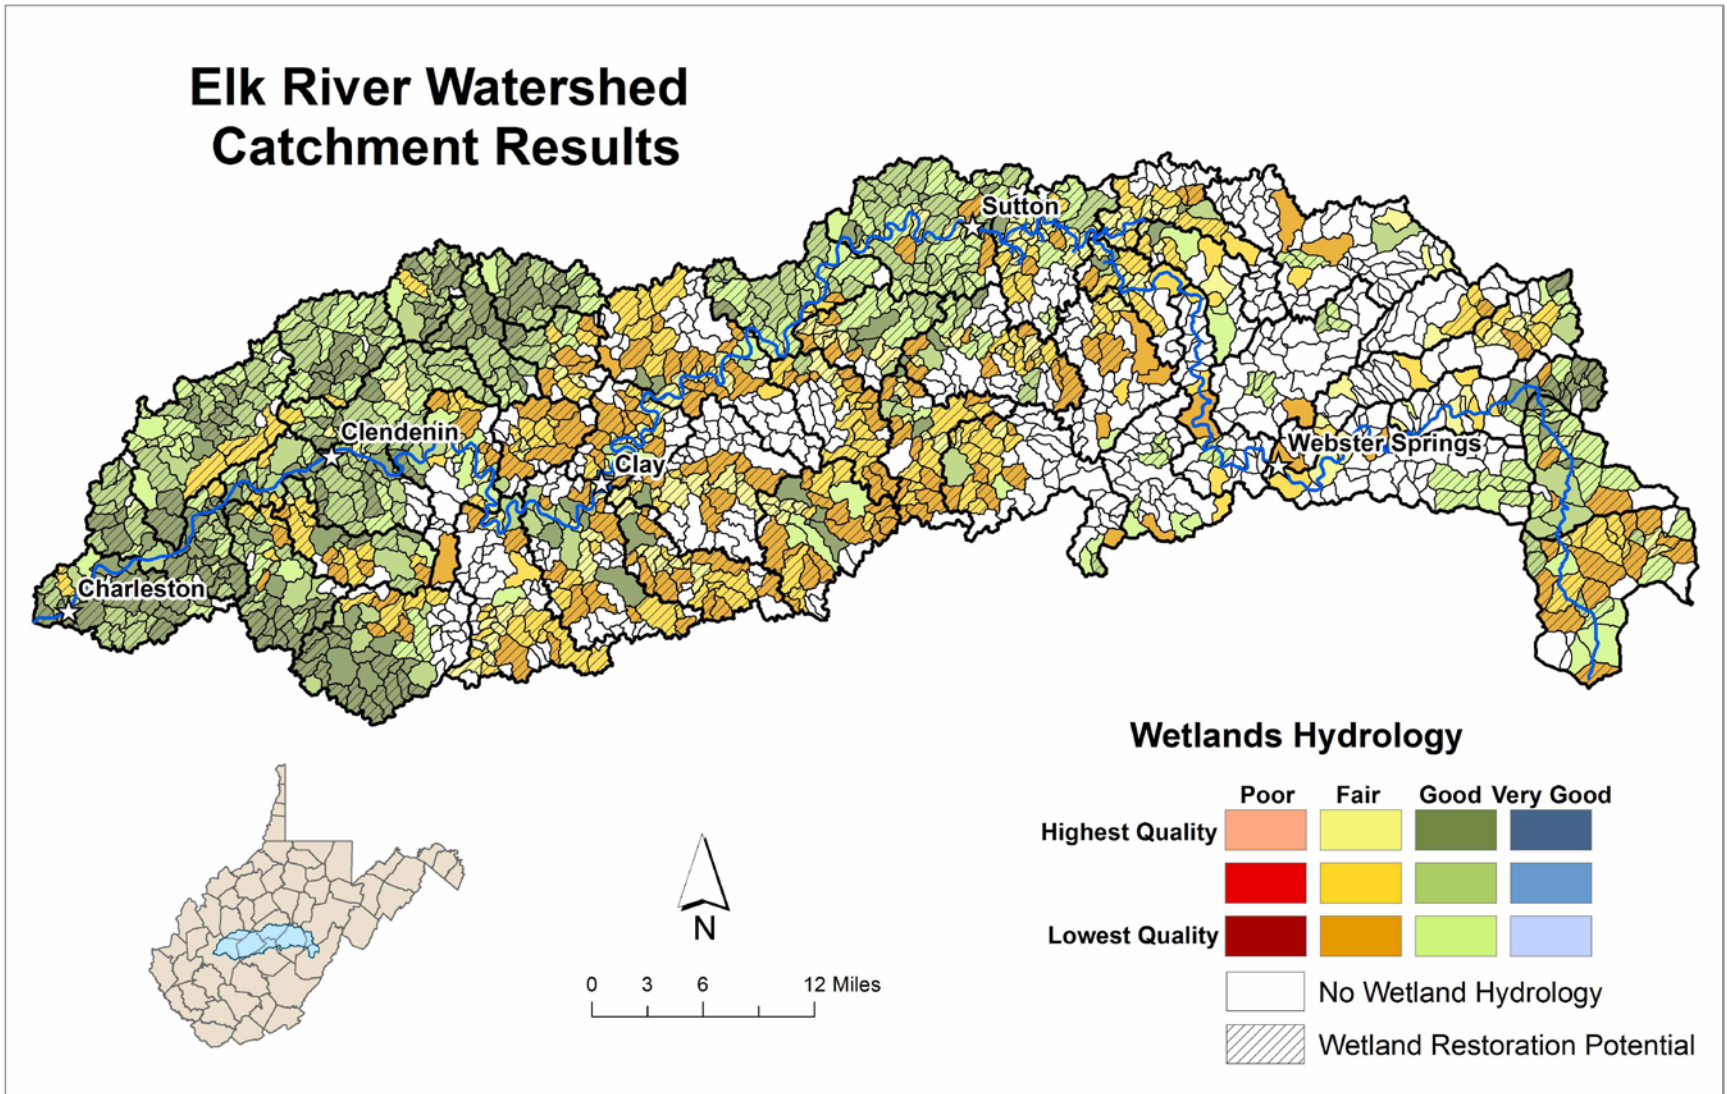 Elk River Watershed
Catchment Results
Sutton
Clendenin
Webster Springs
Clay
Charleston
Wetlands Hydrology
Poor Fair Good Very Good
Highest Quality
Lowest Quality
No Wetland Hydrology
Wetland Restoration Potential
N
0 3 6 12 Miles